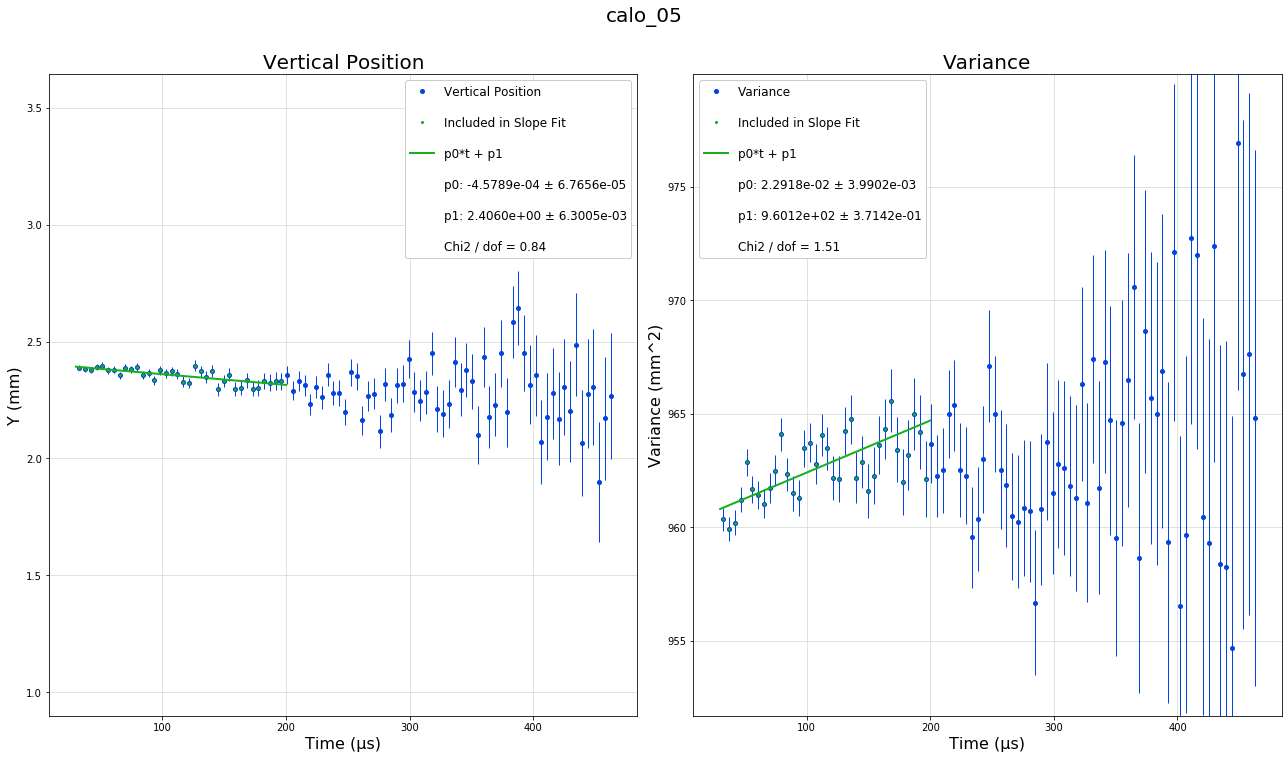 calo_05
Vertical Position
Vertical Position
Included in Slope Fit
p0*t + p1
p0: -4.5789e-04 ± 6.7656e-05
p1: 2.4060e+00 ± 6.3005e-03
Chi2 / dof = 0.84
3.5
3.0
2.5
2.0
1.5
1.0
Y (mm)
100
200
300
400
Time (μs)
Variance
Variance
Included in Slope Fit
p0*t + p1
p0: 2.2918e-02 ± 3.9902e-03
p1: 9.6012e+02 ± 3.7142e-01
Chi2 / dof = 1.51
975
970
965
960
955
Variance (mm^2)
100
200
300
400
Time (μs)